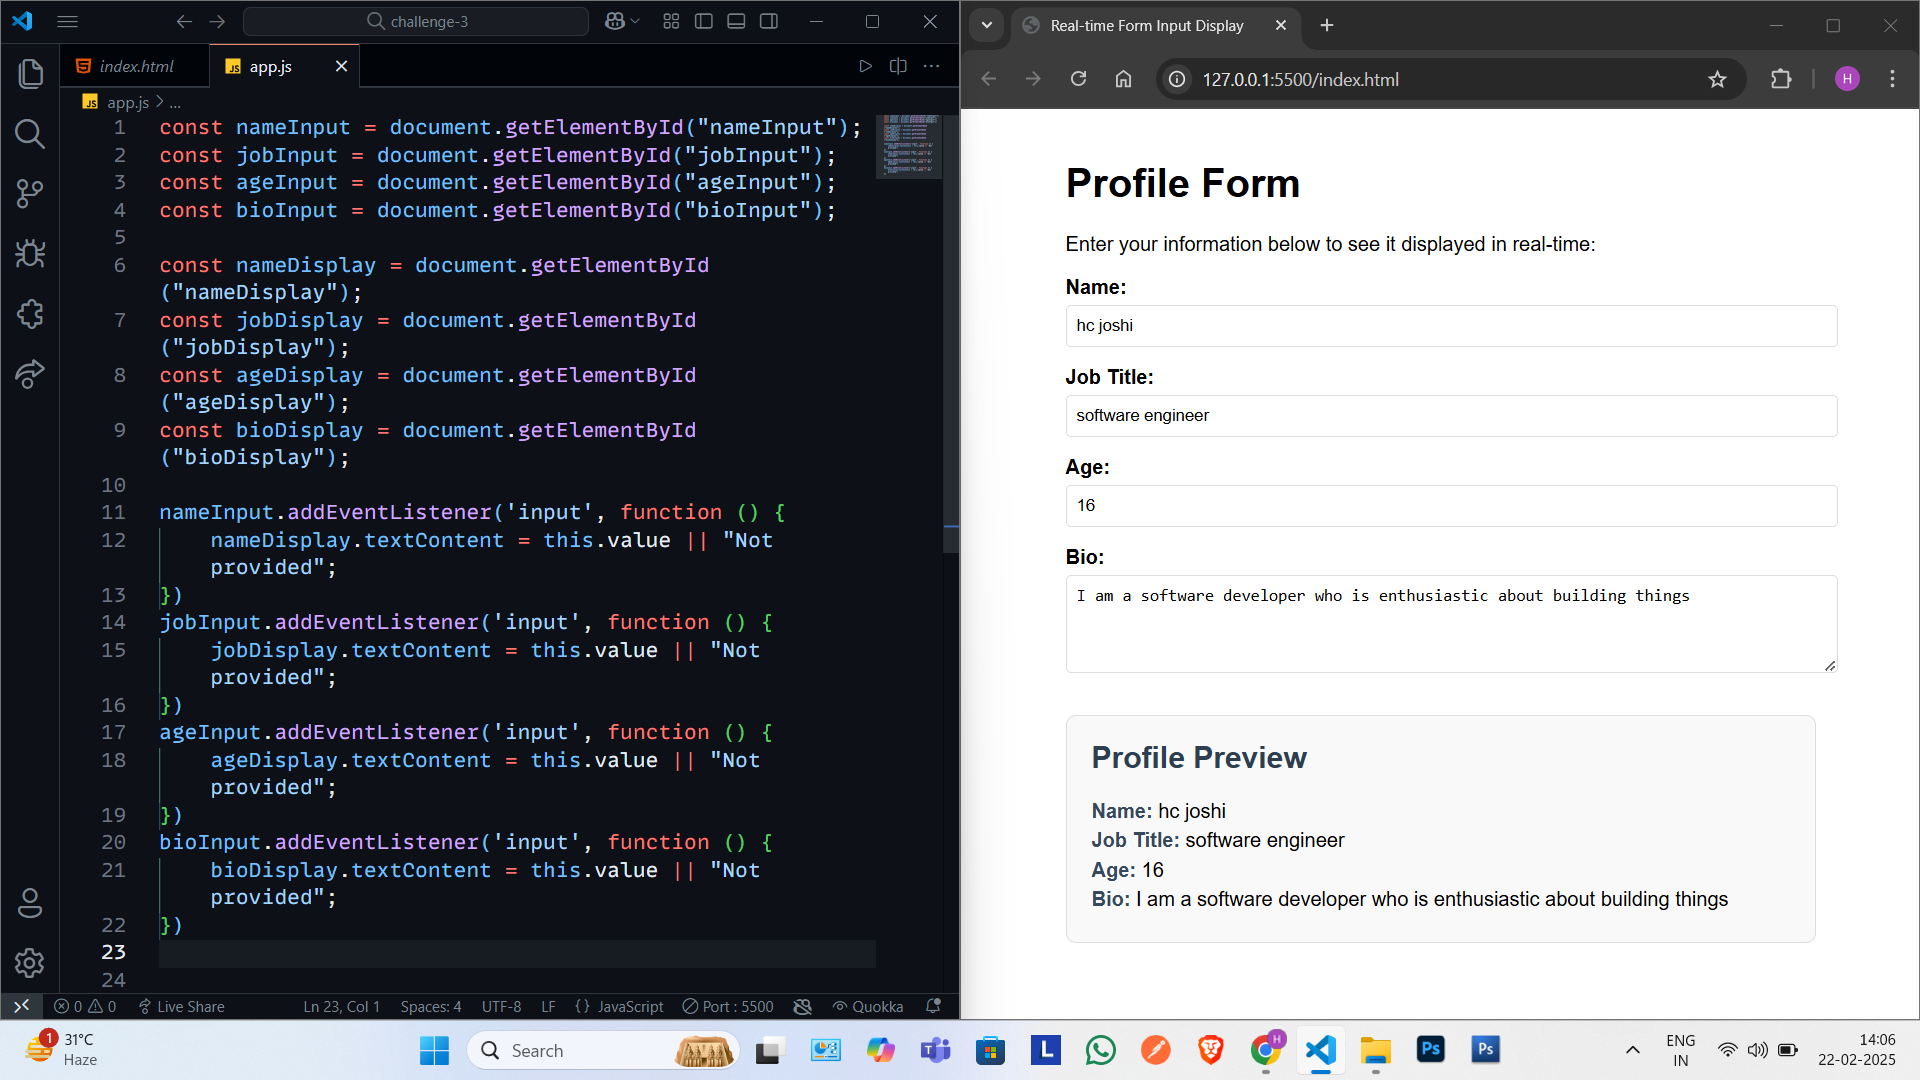 challenge-3
index.html
JS app.js
JS app.js > ...
1 const nameInput = document.getElementById("nameInput");
2 const jobInput = document.getElementById("jobInput");
3 const ageInput = document.getElementById("ageInput");
4 const bioInput = document.getElementById("bioInput");
5
6 const nameDisplay = document.getElementById
("nameDisplay");
7 const jobDisplay = document.getElementById
("jobDisplay");
8 const ageDisplay = document.getElementById
("ageDisplay");
9 const bioDisplay = document.getElementById
("bioDisplay");
10
11 nameInput.addEventListener('input', function () {
12 nameDisplay.textContent = this.value || "Not
provided";
13 })
14 jobInput.addEventListener('input', function () {
15 jobDisplay.textContent = this.value || "Not
provided";
16 })
17 ageInput.addEventListener('input', function () {
18 ageDisplay.textContent = this.value || "Not
provided";
19 })
20 bioInput.addEventListener('input', function () {
21 bioDisplay.textContent = this.value || "Not
provided";
22 })
23
24
0 0 Live Share Ln 23, Col 1 Spaces: 4 UTF-8 LF {} JavaScript Port : 5500 Quokka
Real-time Form Input Display
127.0.0.1:5500/index.html
H
Profile Form
Enter your information below to see it displayed in real-time:
Name:
hc joshi
Job Title:
software engineer
Age:
16
Bio:
I am a software developer who is enthusiastic about building things
Profile Preview
Name: hc joshi
Job Title: software engineer
Age: 16
Bio: I am a software developer who is enthusiastic about building things
1
31°C
Haze
Search
L
H
Ps
Ps
ENG
IN
14:06
22-02-2025